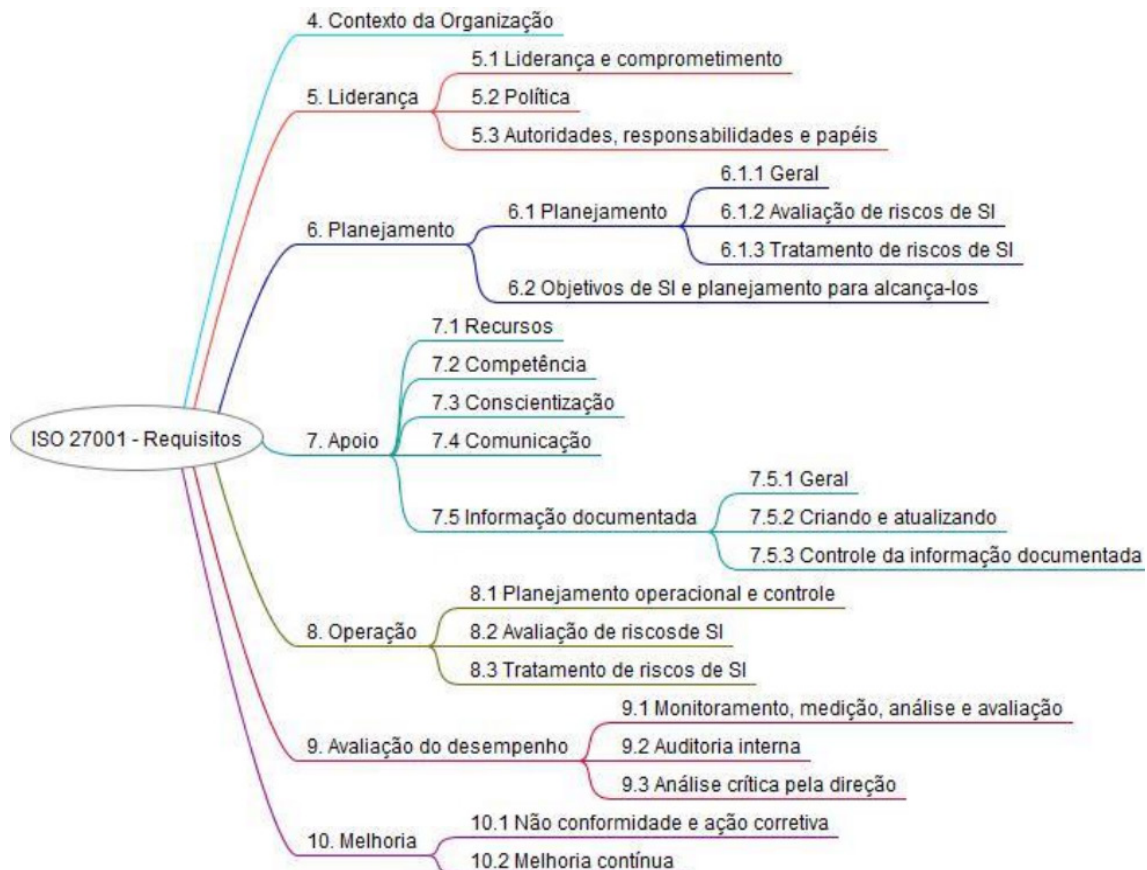 4. Contexto da Organização
5.1 Liderança e comprometimento
5. Liderança
5.2 Política
5.3 Autoridades, responsabilidades e papéis
6.1.1 Geral
6.1 Planejamento
6.1.2 Avaliação de riscos de SI
6. Planejamento
6.1.3 Tratamento de riscos de SI
6.2 Objetivos de SI e planejamento para alcança-los
7.1 Recursos
7.2 Competência
7.3 Conscientização
ISO 27001 - Requisitos
7. Apoio
7.4 Comunicação
7.5.1 Geral
7.5 Informação documentada
7.5.2 Criando e atualizando
7.5.3 Controle da informação documentada
8.1 Planejamento operacional e controle
8. Operação
8.2 Avaliação de riscosde SI
8.3 Tratamento de riscos de SI
9.1 Monitoramento, medição, análise e avaliação
9. Avaliação do desempenho
9.2 Auditoria interna
9.3 Análise crítica pela direção
10.1 Não conformidade e ação corretiva
10. Melhoria
10.2 Melhoria contínua